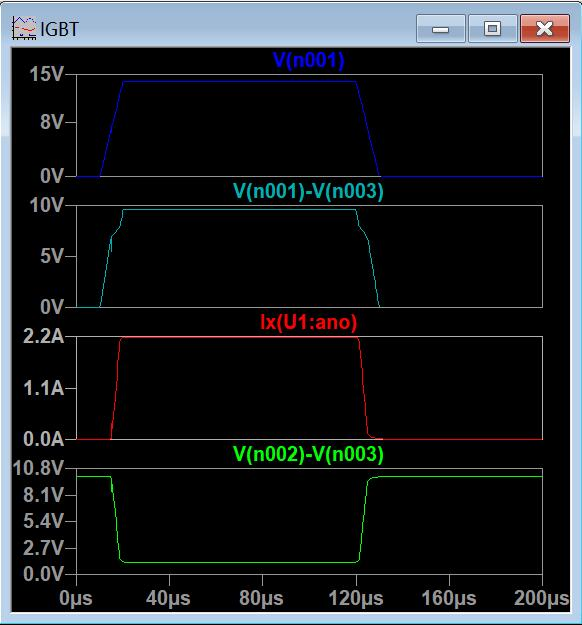 IGBT
V(n001)
15V
8V
0V
V(n001)-V(n003)
10V
5V
0V
Ix(U1:ano)
2.2A
1.1A
0.0A
V(n002)-V(n003)
10.8V
8.1V
5.4V
2.7V
0.0V
0µs 40µs 80µs 120µs 160µs 200µs